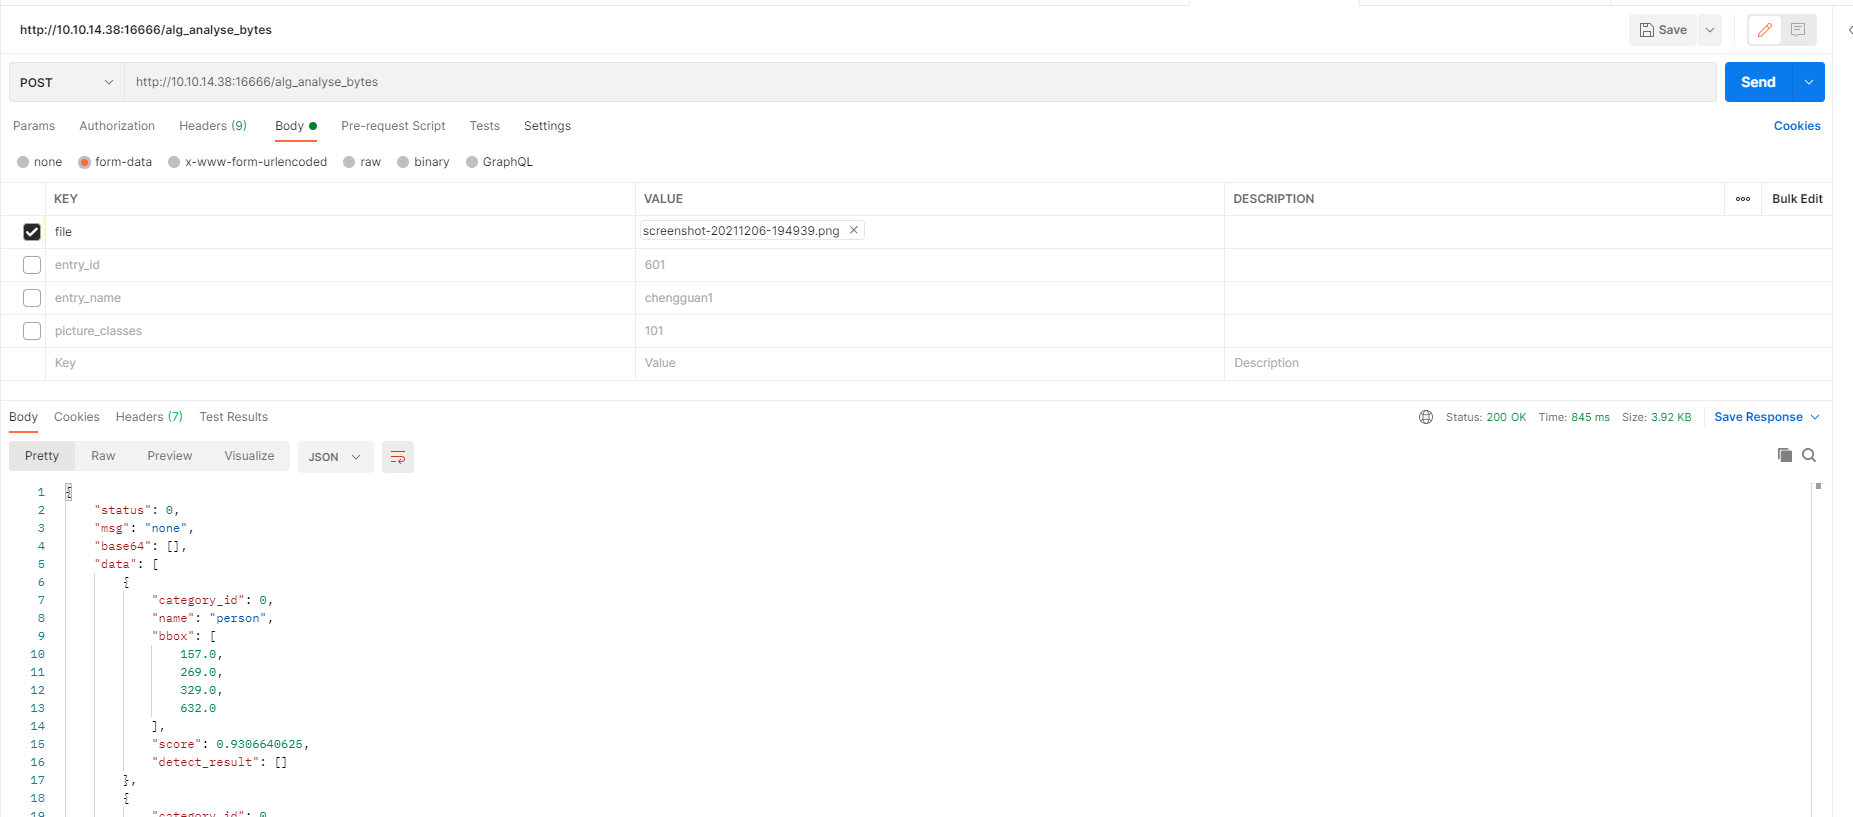 http://10.10.14.38:16666/alg_analyse_bytes
Save
POST http://10.10.14.38:16666/alg_analyse_bytes Send
Params Authorization Headers (9) Body Pre-request Script Tests Settings Cookies
none form-data x-www-form-urlencoded raw binary GraphQL
KEY VALUE DESCRIPTION ooo Bulk Edit
file screenshot-20211206-194939.png ×
entry_id 601
entry_name chengguan1
picture_classes 101
Key Value Description
Body Cookies Headers (7) Test Results Status: 200 OK Time: 845 ms Size: 3.92 KB Save Response
Pretty Raw Preview Visualize JSON
1 {
2 "status": 0,
3 "msg": "none",
4 "base64": [],
5 "data": [
6 {
7 "category_id": 0,
8 "name": "person",
9 "bbox": [
10 157.0,
11 269.0,
12 329.0,
13 632.0
14 ],
15 "score": 0.9306640625,
16 "detect_result": []
17 },
18 {
19 "category_id": 0,